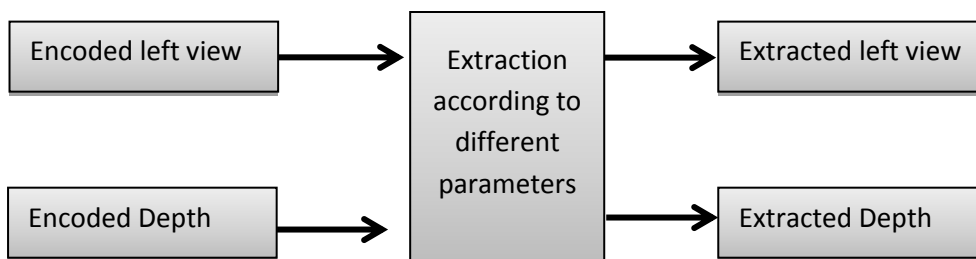 Encoded left view
Encoded Depth
Extraction
according to
different
parameters
Extracted left view
Extracted Depth